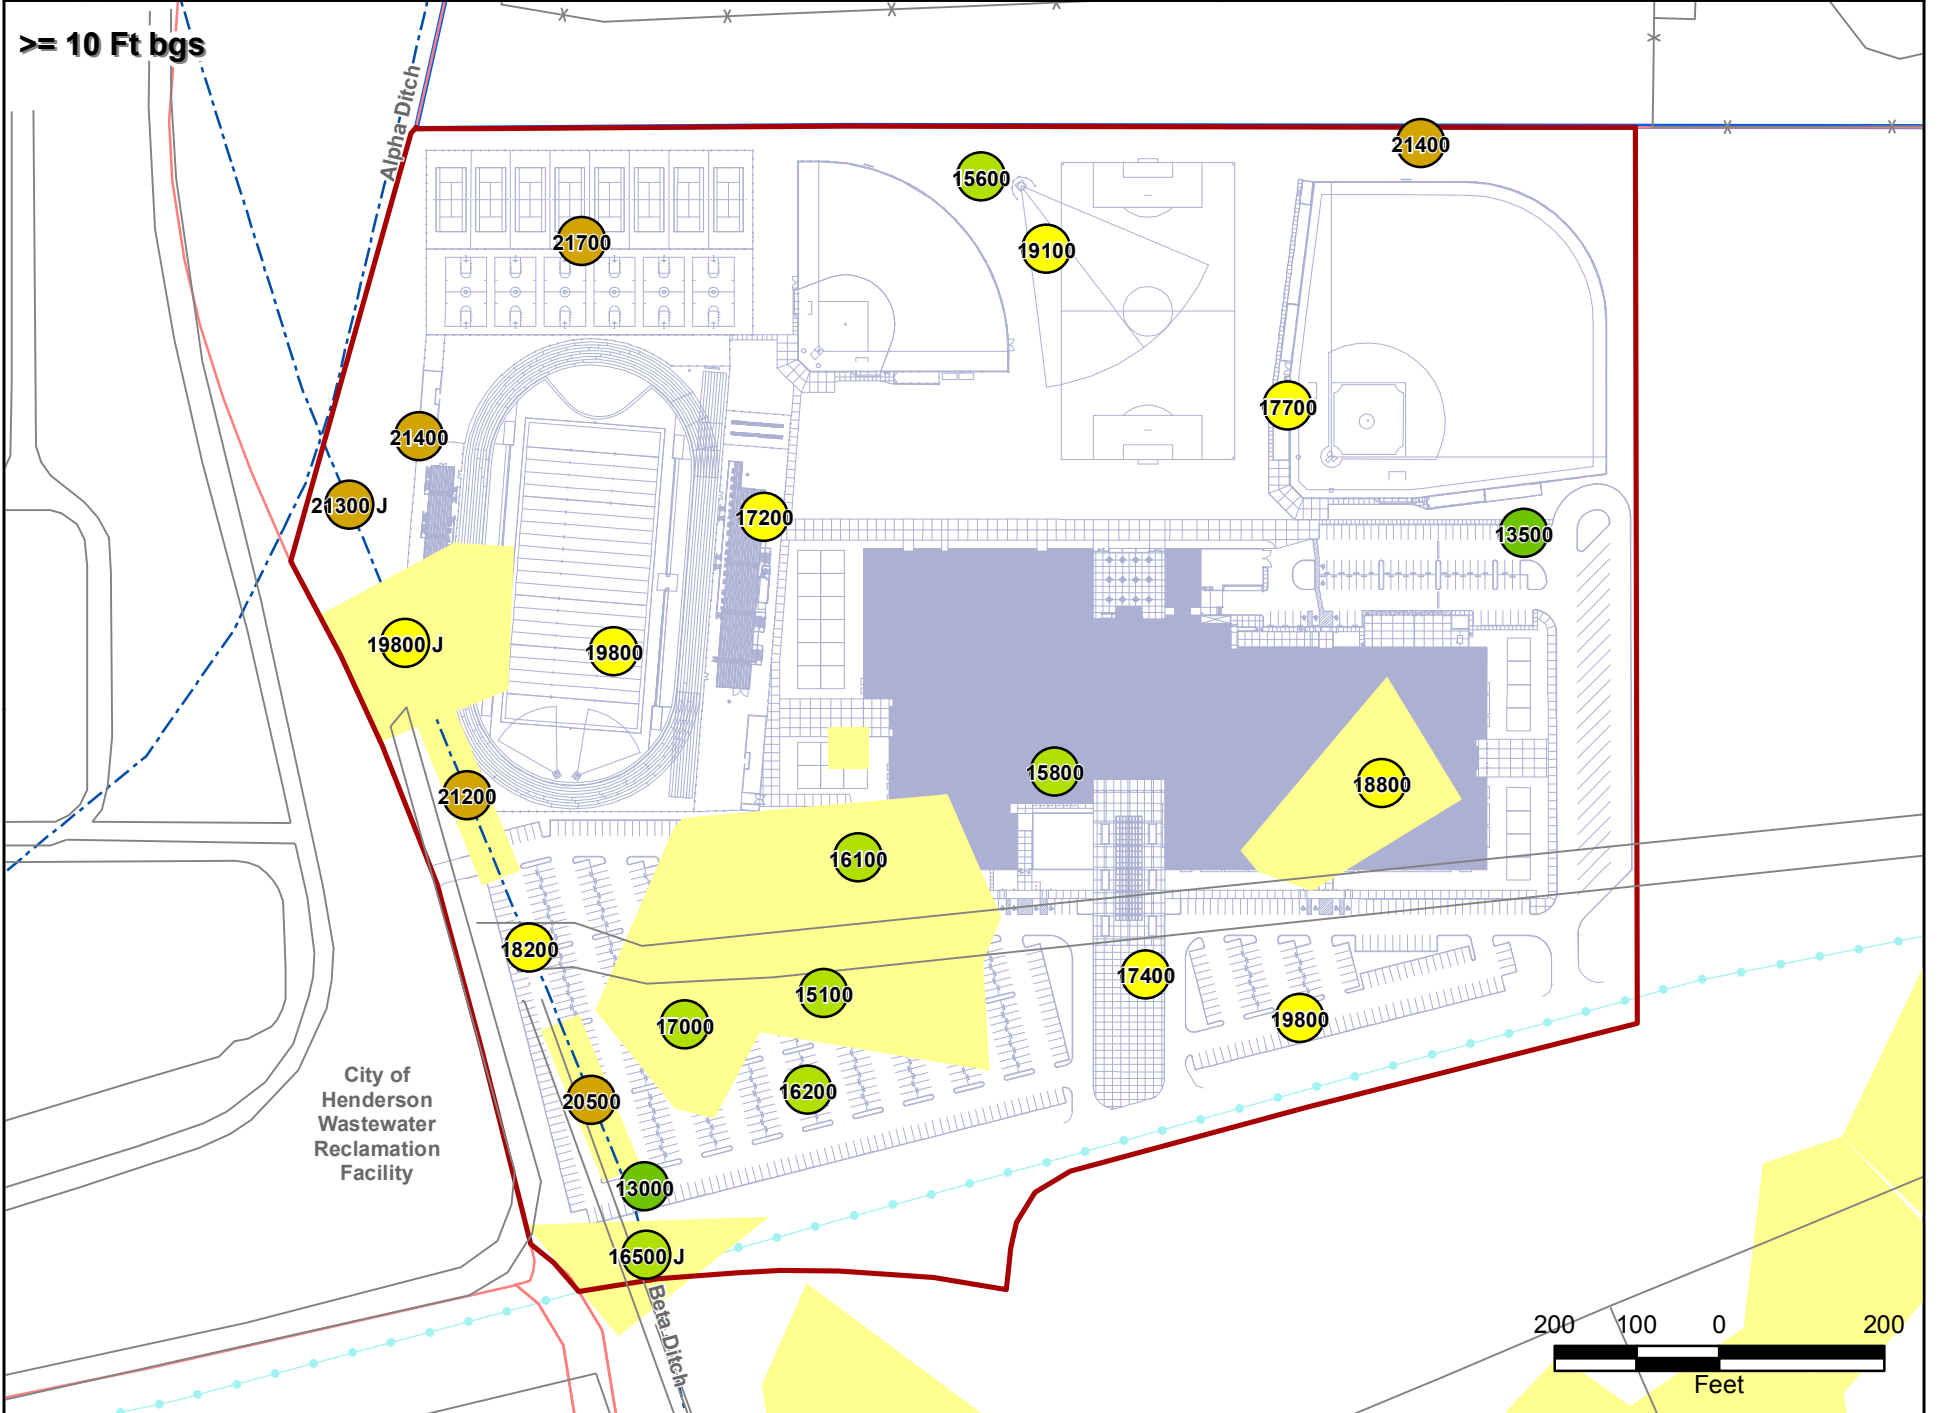 >= 10 Ft bgs
Alpha Ditch
21400
15600
21700
19100
17700
21400
21300 J
17200
13500
19800 J
19800
15800
18800
21200
16100
18200
17400
15100
17000
19800
16200
20500
City of
Henderson
Wastewater
Reclamation
Facility
13000
16500 J
Beta Ditch
200 100 0 200
Feet